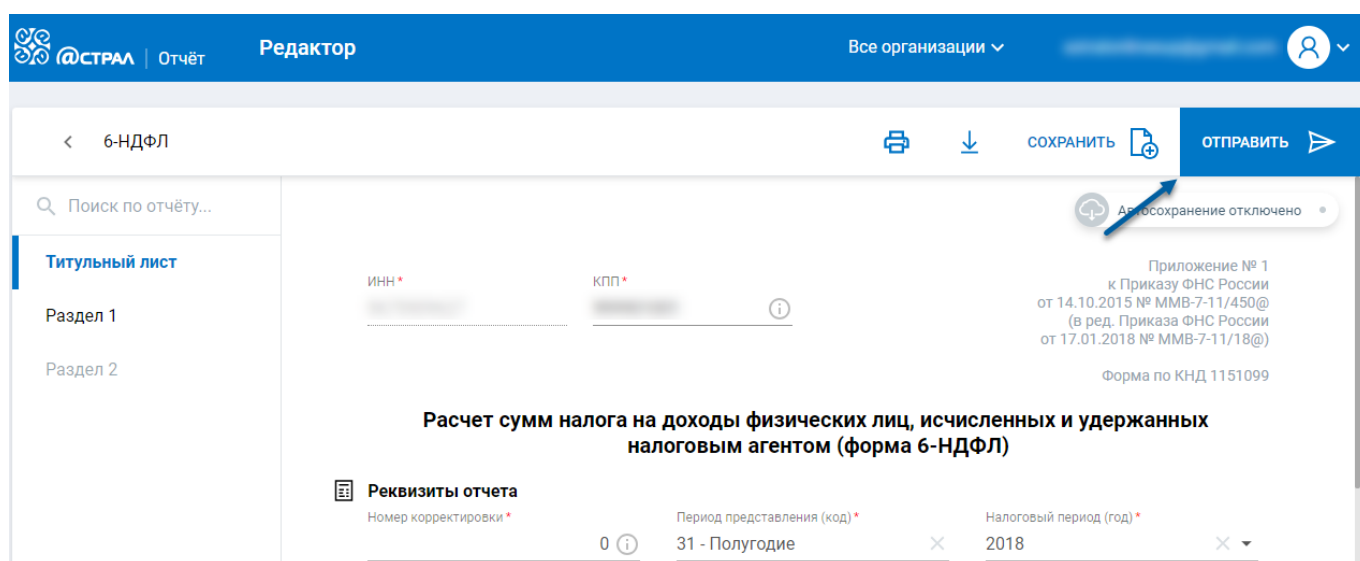 @СТРАЛ | Отчёт
Редактор
Все организации
6-НДФЛ
СОХРАНИТЬ
ОТПРАВИТЬ
Поиск по отчёту...
Автосохранение отключено
Титульный лист
Раздел 1
Раздел 2
ИНН *
КПП *
Приложение № 1
к Приказу ФНС России
от 14.10.2015 № ММВ-7-11/450@
(в ред. Приказа ФНС России
от 17.01.2018 № ММВ-7-11/18@)
Форма по КНД 1151099
Расчет сумм налога на доходы физических лиц, исчисленных и удержанных
налоговым агентом (форма 6-НДФЛ)
Реквизиты отчета
Номер корректировки *
0
Период представления (код) *
31 - Полугодие
Налоговый период (год) *
2018